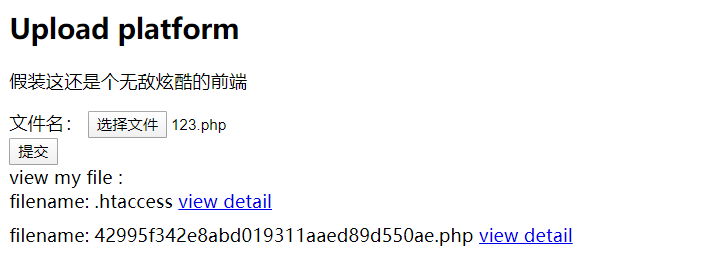 Upload platform
假装这还是个无敌炫酷的前端
文件名： 选择文件 123.php
提交
view my file :
filename: .htaccess view detail
filename: 42995f342e8abd019311aaed89d550ae.php view detail